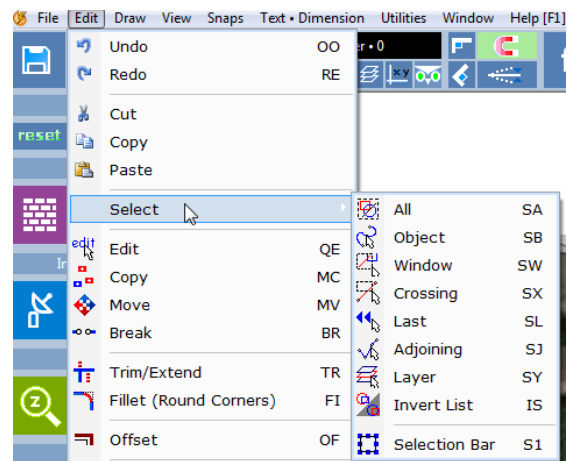 File Edit Draw View Snaps Text • Dimension Utilities Window Help [F1]
Undo OO
er • 0
Redo RE
x y
Cut
reset
Copy
Paste
Select
All SA
Object SB
edit
Edit QE
Window SW
In
Copy MC
Crossing SX
Move MV
Last SL
Break BR
Adjoining SJ
Trim/Extend TR
Layer SY
Fillet (Round Corners) FI
Invert List IS
z
Offset OF
Selection Bar S1